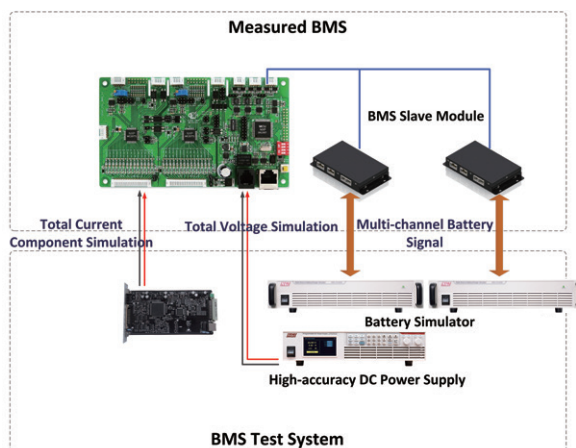 Measured BMS
BMS Slave Module
Total Current
Component Simulation
Total Voltage Simulation
Multi-channel Battery
Signal
Battery Simulator
High-accuracy DC Power Supply
BMS Test System